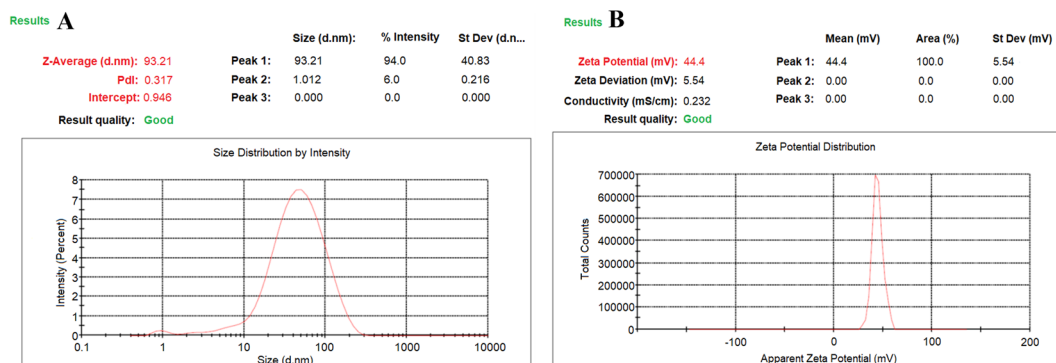 Results A
Size (d.nm): % Intensity St Dev (d.n...
Z-Average (d.nm): 93.21 Peak 1: 93.21 94.0 40.83
PdI: 0.317 Peak 2: 1.012 6.0 0.216
Intercept: 0.946 Peak 3: 0.000 0.0 0.000
Result quality: Good
Size Distribution by Intensity
Intensity (Percent)
8
7
6
5
4
3
2
1
0
0.1 1 10 100 1000 10000
Size (d.nm)
Results B
Mean (mV) Area (%) St Dev (mV)
Zeta Potential (mV): 44.4 Peak 1: 44.4 100.0 5.54
Zeta Deviation (mV): 5.54 Peak 2: 0.00 0.0 0.00
Conductivity (mS/cm): 0.232 Peak 3: 0.00 0.0 0.00
Result quality: Good
Zeta Potential Distribution
Total Counts
700000
600000
500000
400000
300000
200000
100000
0
-100 0 100 200
Apparent Zeta Potential (mV)